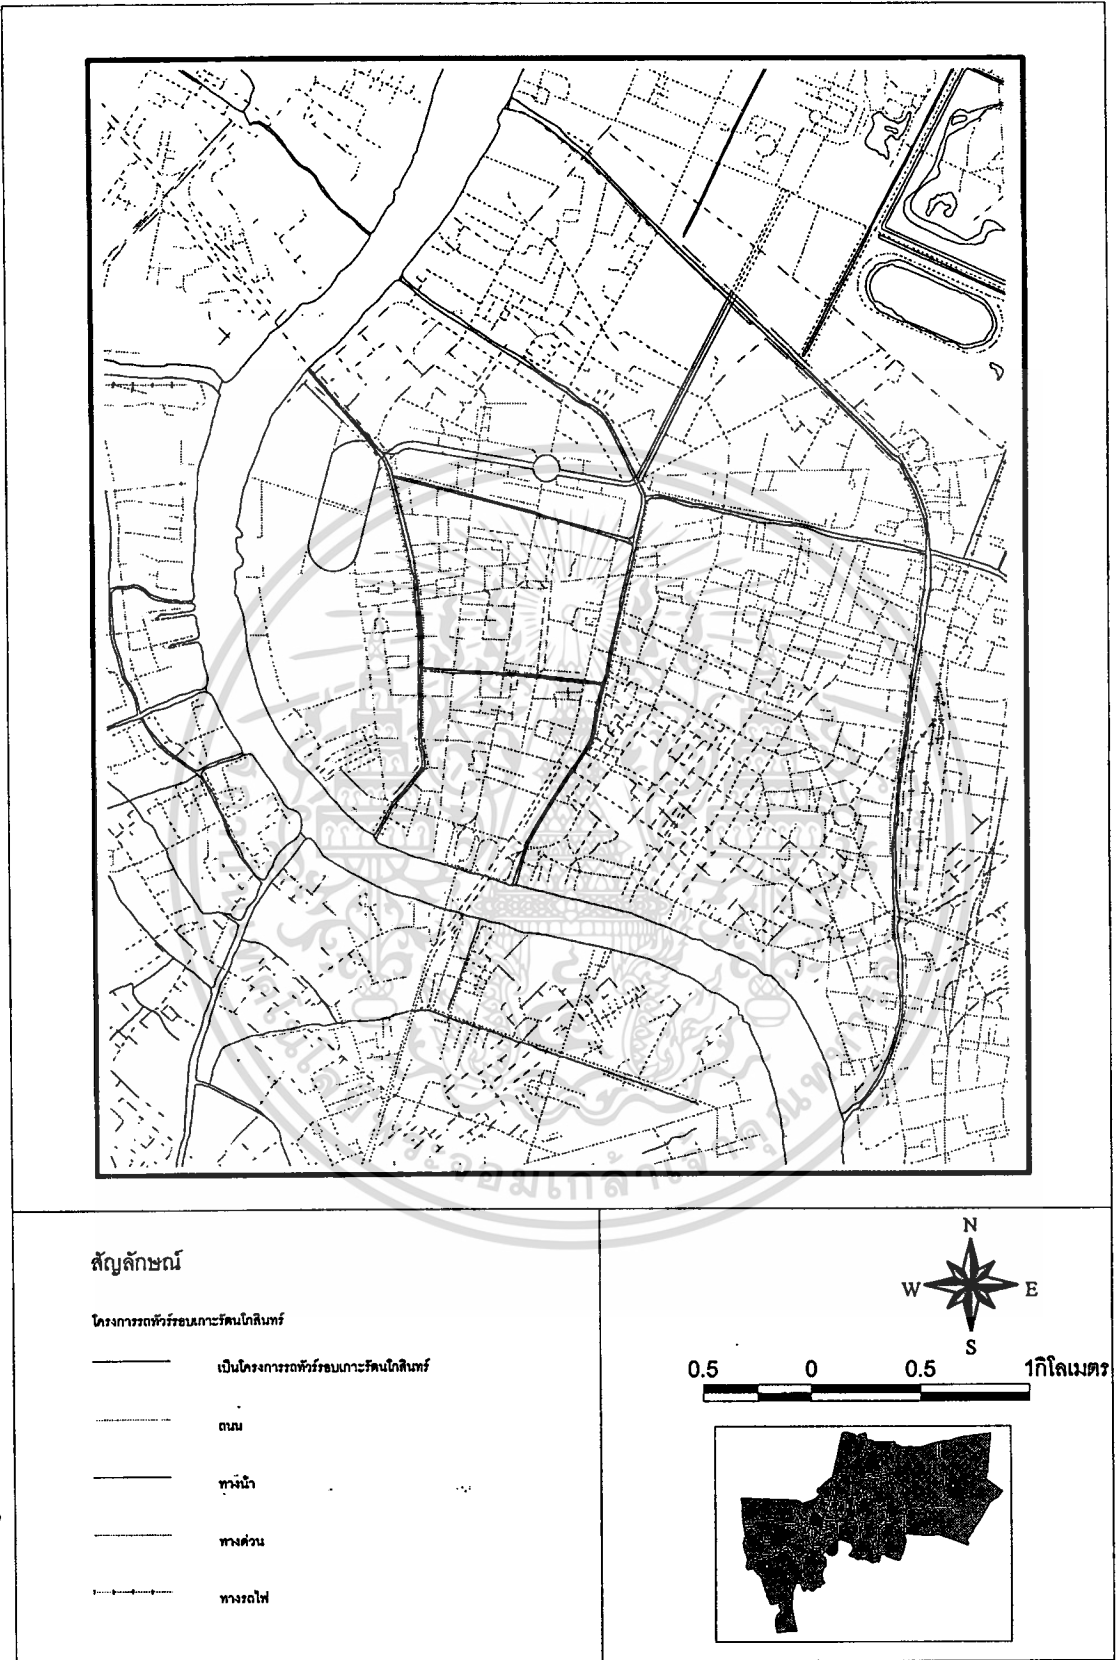 สัญลักษณ์
โครงการรถทัวร์รอบเกาะรัตนโกสินทร์
เป็นโครงการรถทัวร์รอบเกาะรัตนโกสินทร์
ถนน
ทางน้ำ
ทางด่วน
ทางรถไฟ
N
W E
S
0.5 0 0.5 1กิโลเมตร